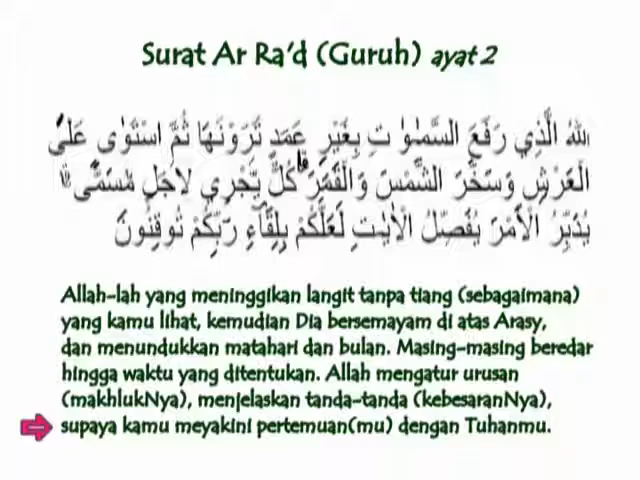 Surat Ar Ra'd (Guruh) ayat 2
اللهُ الَّذِي رَفَعَ السَّمٰوٰتِ بِغَيْرِ عَمَدٍ تَرَوْنَهَا ثُمَّ اسْتَوٰى عَلَى
الْعَرْشِ وَسَخَّرَ الشَّمْسَ وَالْقَمَرَ ۗ كُلٌّ يَّجْرِي لِاَجَلٍ مُّسَمًّى ۗ
يُدَبِّرُ الْاَمْرَ يُفَصِّلُ الْاٰيٰتِ لَعَلَّكُمْ بِلِقَاۤءِ رَبِّكُمْ تُوقِنُونَ
Allah-lah yang meninggikan langit tanpa tiang (sebagaimana)
yang kamu lihat, kemudian Dia bersemayam di atas Arasy,
dan menundukkan matahari dan bulan. Masing-masing beredar
hingga waktu yang ditentukan. Allah mengatur urusan
(makhlukNya), menjelaskan tanda-tanda (kebesaranNya),
supaya kamu meyakini pertemuan(mu) dengan Tuhanmu.